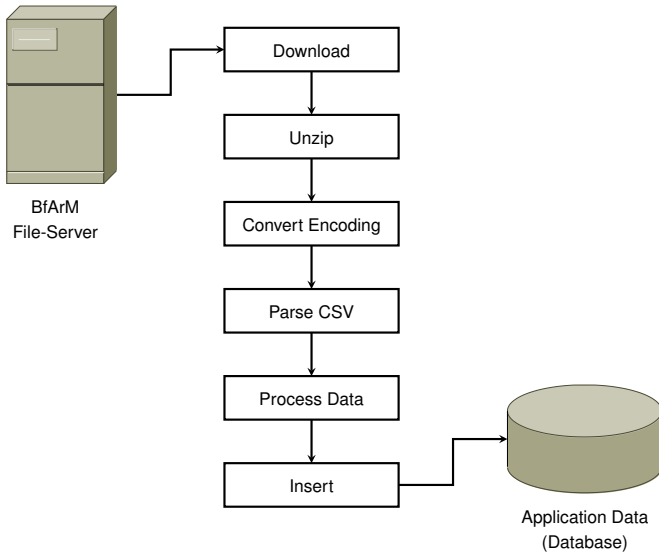 Download
Unzip
BfArM
File-Server
Convert Encoding
Parse CSV
Process Data
Insert
Application Data
(Database)